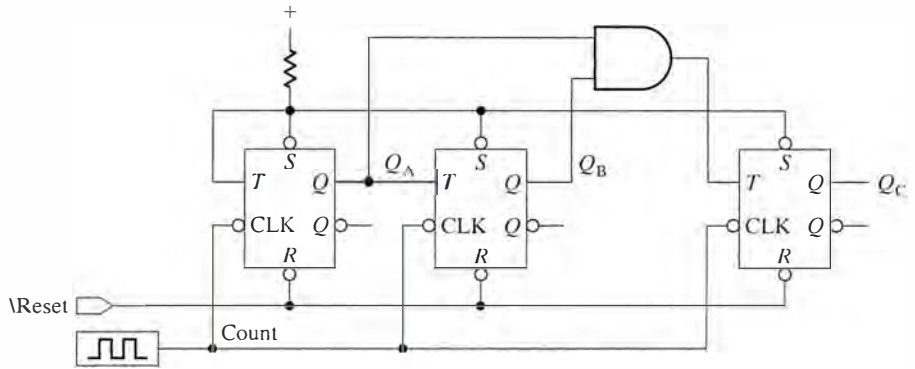 +
S S S
T Q Q_A T Q Q_B T Q Q_C
CLK Q CLK Q CLK Q
R R R
\Reset
Count